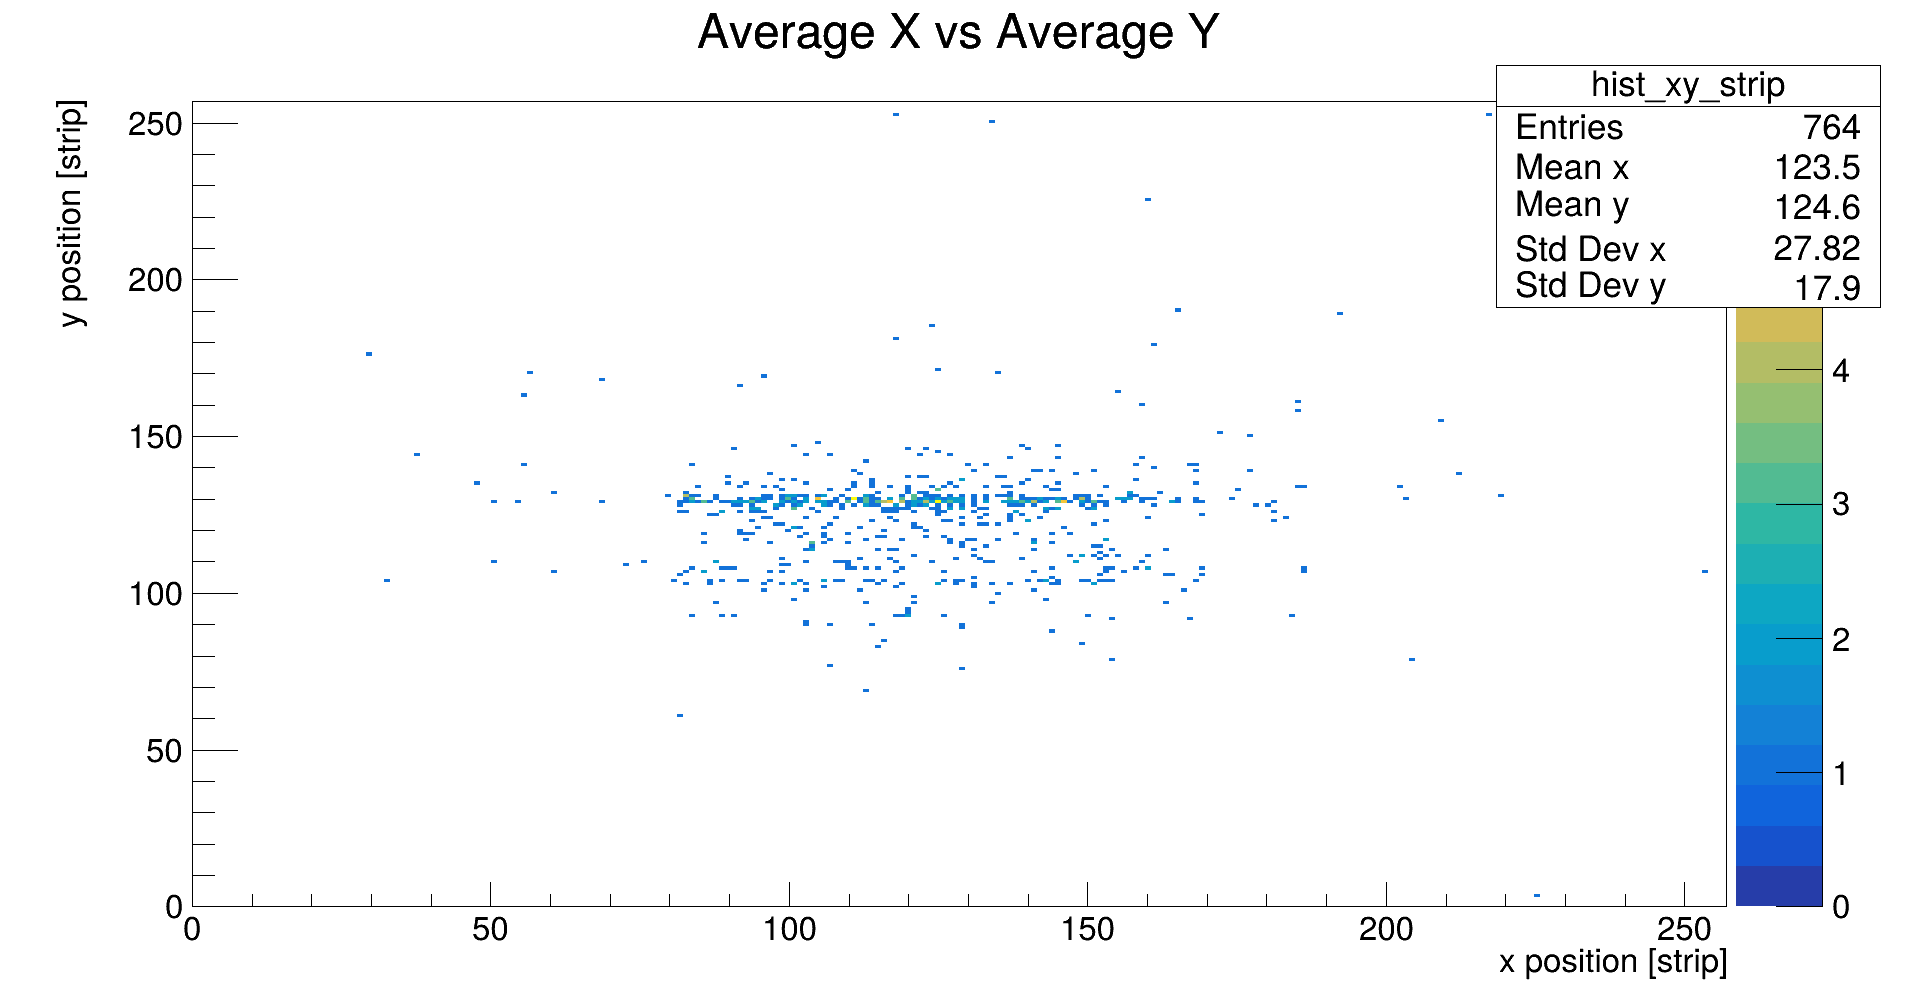 Average X vs Average Y
hist_xy_strip
Entries 764
Mean x 123.5
Mean y 124.6
Std Dev x 27.82
Std Dev y 17.9
y position [strip]
250
200
150
100
50
0
0 50 100 150 200 250
x position [strip]
4
3
2
1
0